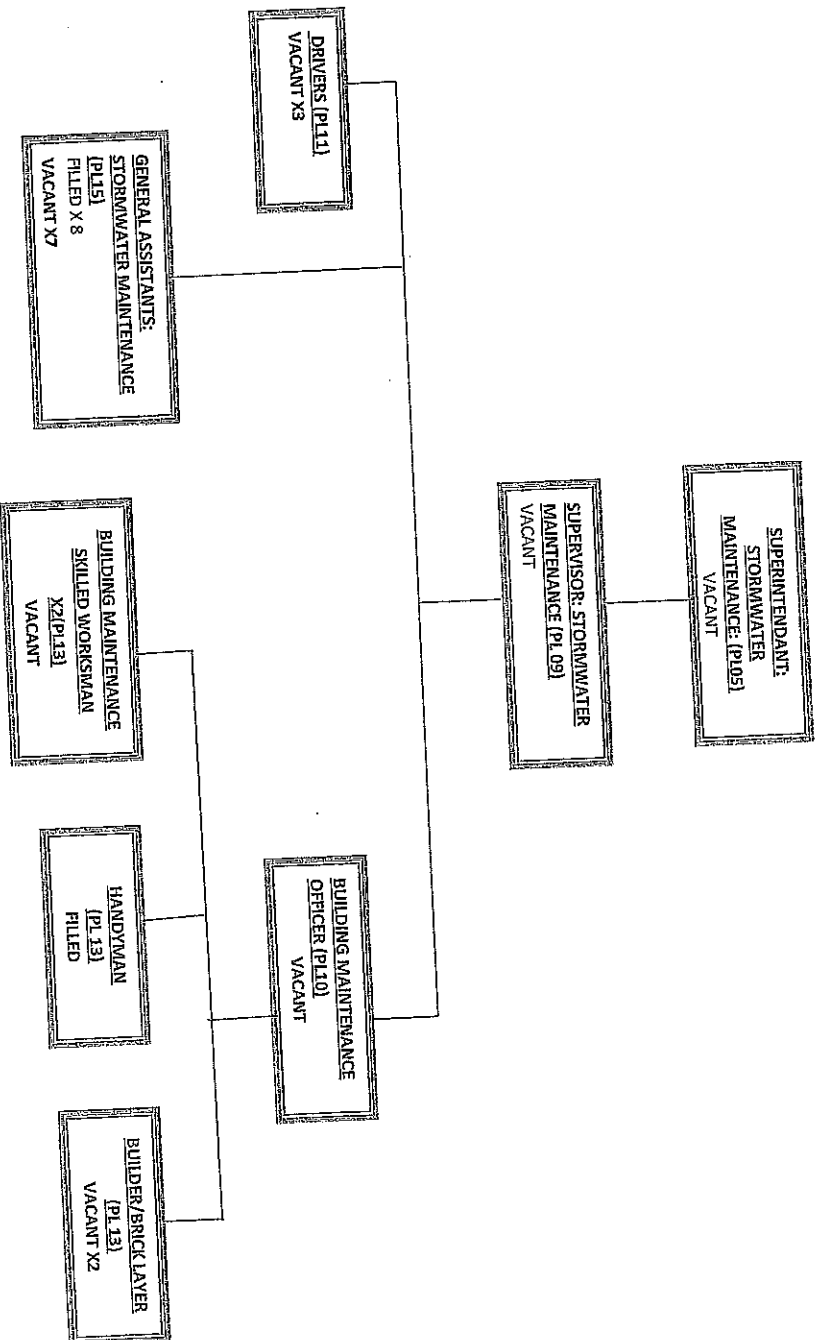 SUPERINTENDANT:
STORMWATER
MAINTENANCE: (PL05)
VACANT
SUPERVISOR: STORMWATER
MAINTENANCE (PL 09)
VACANT
DRIVERS (PL11)
VACANT X3
GENERAL ASSISTANTS:
STORMWATER MAINTENANCE
(PL15)
FILLED X 8
VACANT X7
BUILDING MAINTENANCE
OFFICER (PL10)
VACANT
BUILDING MAINTENANCE
SKILLED WORKSMAN
X2(PL13)
VACANT
HANDYMAN
(PL 13)
FILLED
BUILDER/BRICK LAYER
(PL 13)
VACANT X2